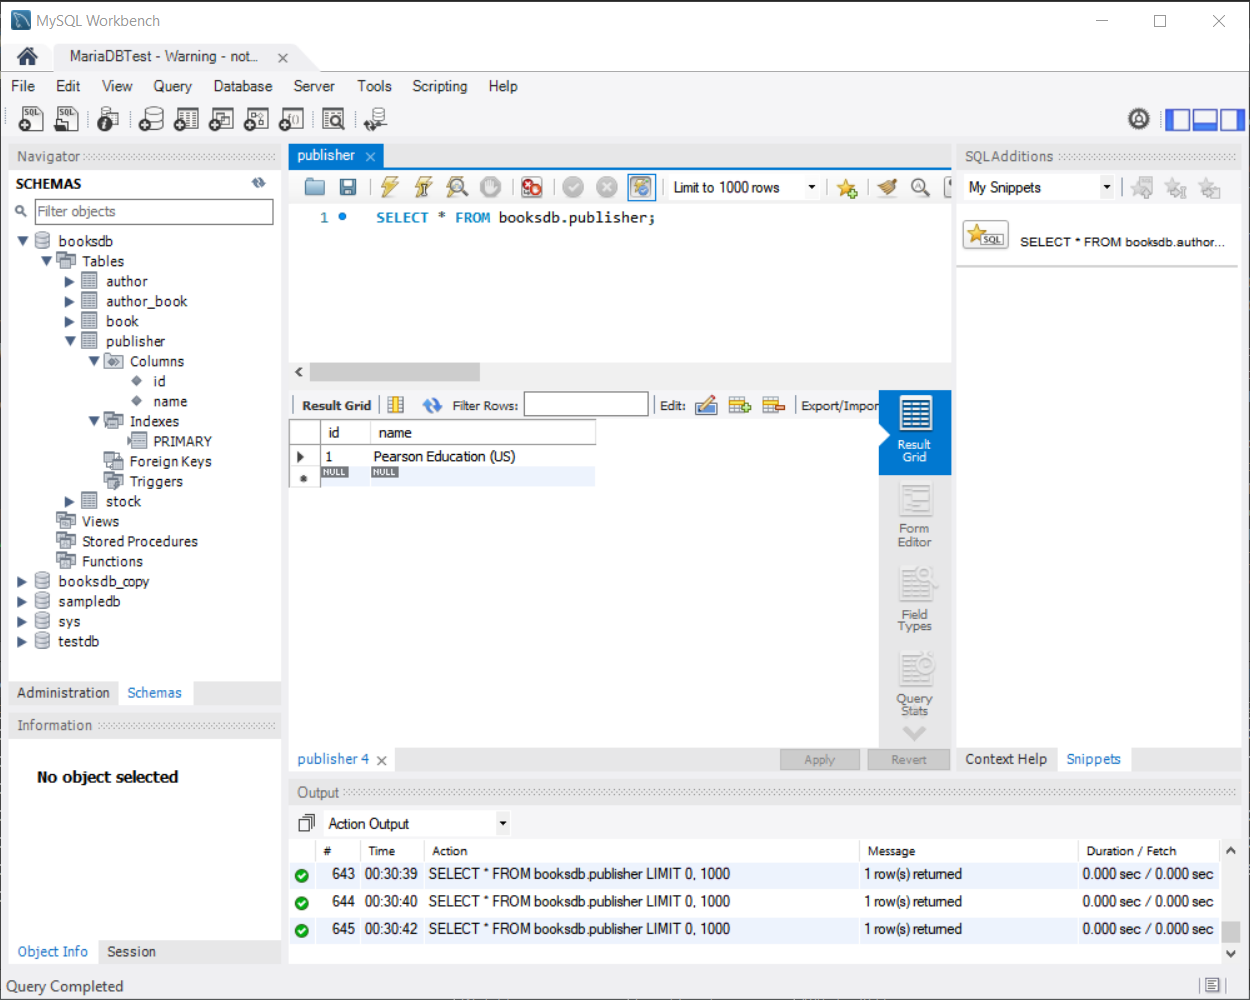 MySQL Workbench
MariaDBTest - Warning - not...
File Edit View Query Database Server Tools Scripting Help
Navigator
SCHEMAS
Filter objects
booksdb
Tables
author
author_book
book
publisher
Columns
id
name
Indexes
PRIMARY
Foreign Keys
Triggers
stock
Views
Stored Procedures
Functions
booksdb_copy
sampledb
sys
testdb
Administration Schemas
Information
No object selected
Object Info Session
publisher
Limit to 1000 rows
1 SELECT * FROM booksdb.publisher;
Result Grid Filter Rows: Edit: Export/Impor
id name
1 Pearson Education (US)
NULL NULL
Result
Grid
Form
Editor
Field
Types
Query
Stats
publisher 4 Apply Revert
SQLAdditions
My Snippets
SQL SELECT * FROM booksdb.author...
Context Help Snippets
Output
Action Output
# Time Action Message Duration / Fetch
643 00:30:39 SELECT * FROM booksdb.publisher LIMIT 0, 1000 1 row(s) returned 0.000 sec / 0.000 sec
644 00:30:40 SELECT * FROM booksdb.publisher LIMIT 0, 1000 1 row(s) returned 0.000 sec / 0.000 sec
645 00:30:42 SELECT * FROM booksdb.publisher LIMIT 0, 1000 1 row(s) returned 0.000 sec / 0.000 sec
Query Completed